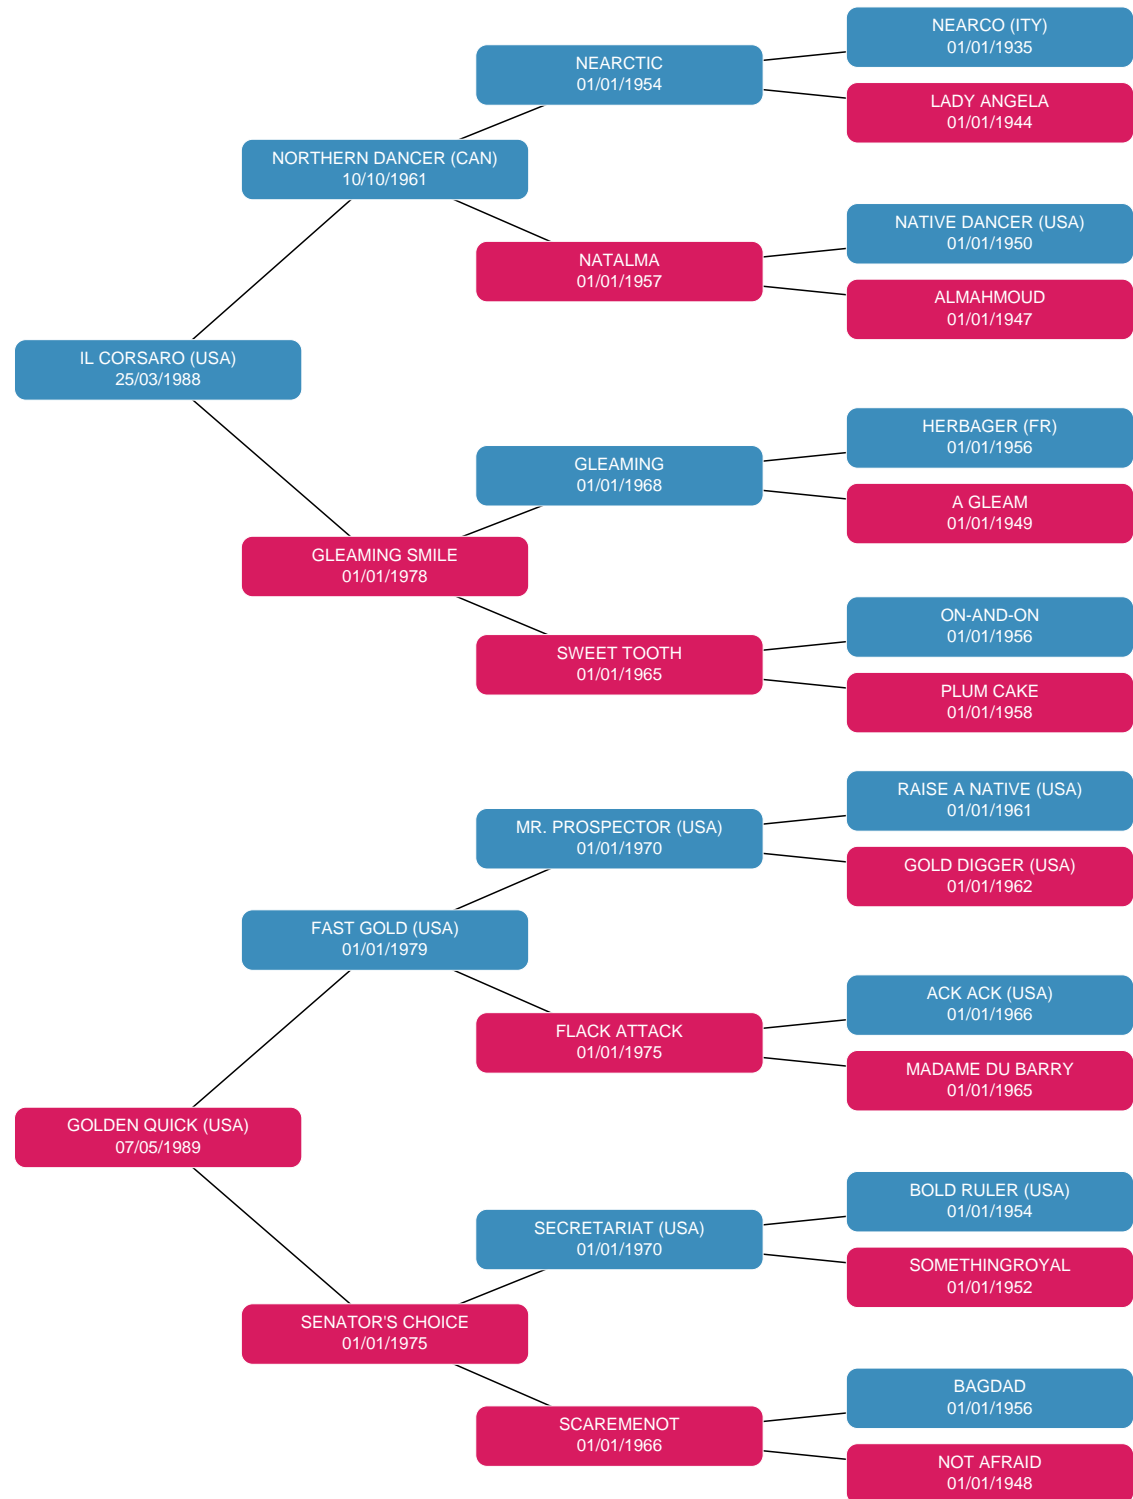 NEARCO (ITY)
01/01/1935
NEARCTIC
01/01/1954
LADY ANGELA
01/01/1944
NORTHERN DANCER (CAN)
10/10/1961
NATIVE DANCER (USA)
01/01/1950
NATALMA
01/01/1957
ALMAHMOUD
01/01/1947
IL CORSARO (USA)
25/03/1988
HERBAGER (FR)
01/01/1956
GLEAMING
01/01/1968
A GLEAM
01/01/1949
GLEAMING SMILE
01/01/1978
ON-AND-ON
01/01/1956
SWEET TOOTH
01/01/1965
PLUM CAKE
01/01/1958
RAISE A NATIVE (USA)
01/01/1961
MR. PROSPECTOR (USA)
01/01/1970
GOLD DIGGER (USA)
01/01/1962
FAST GOLD (USA)
01/01/1979
ACK ACK (USA)
01/01/1966
FLACK ATTACK
01/01/1975
MADAME DU BARRY
01/01/1965
GOLDEN QUICK (USA)
07/05/1989
BOLD RULER (USA)
01/01/1954
SECRETARIAT (USA)
01/01/1970
SOMETHINGROYAL
01/01/1952
SENATOR'S CHOICE
01/01/1975
BAGDAD
01/01/1956
SCAREMENOT
01/01/1966
NOT AFRAID
01/01/1948